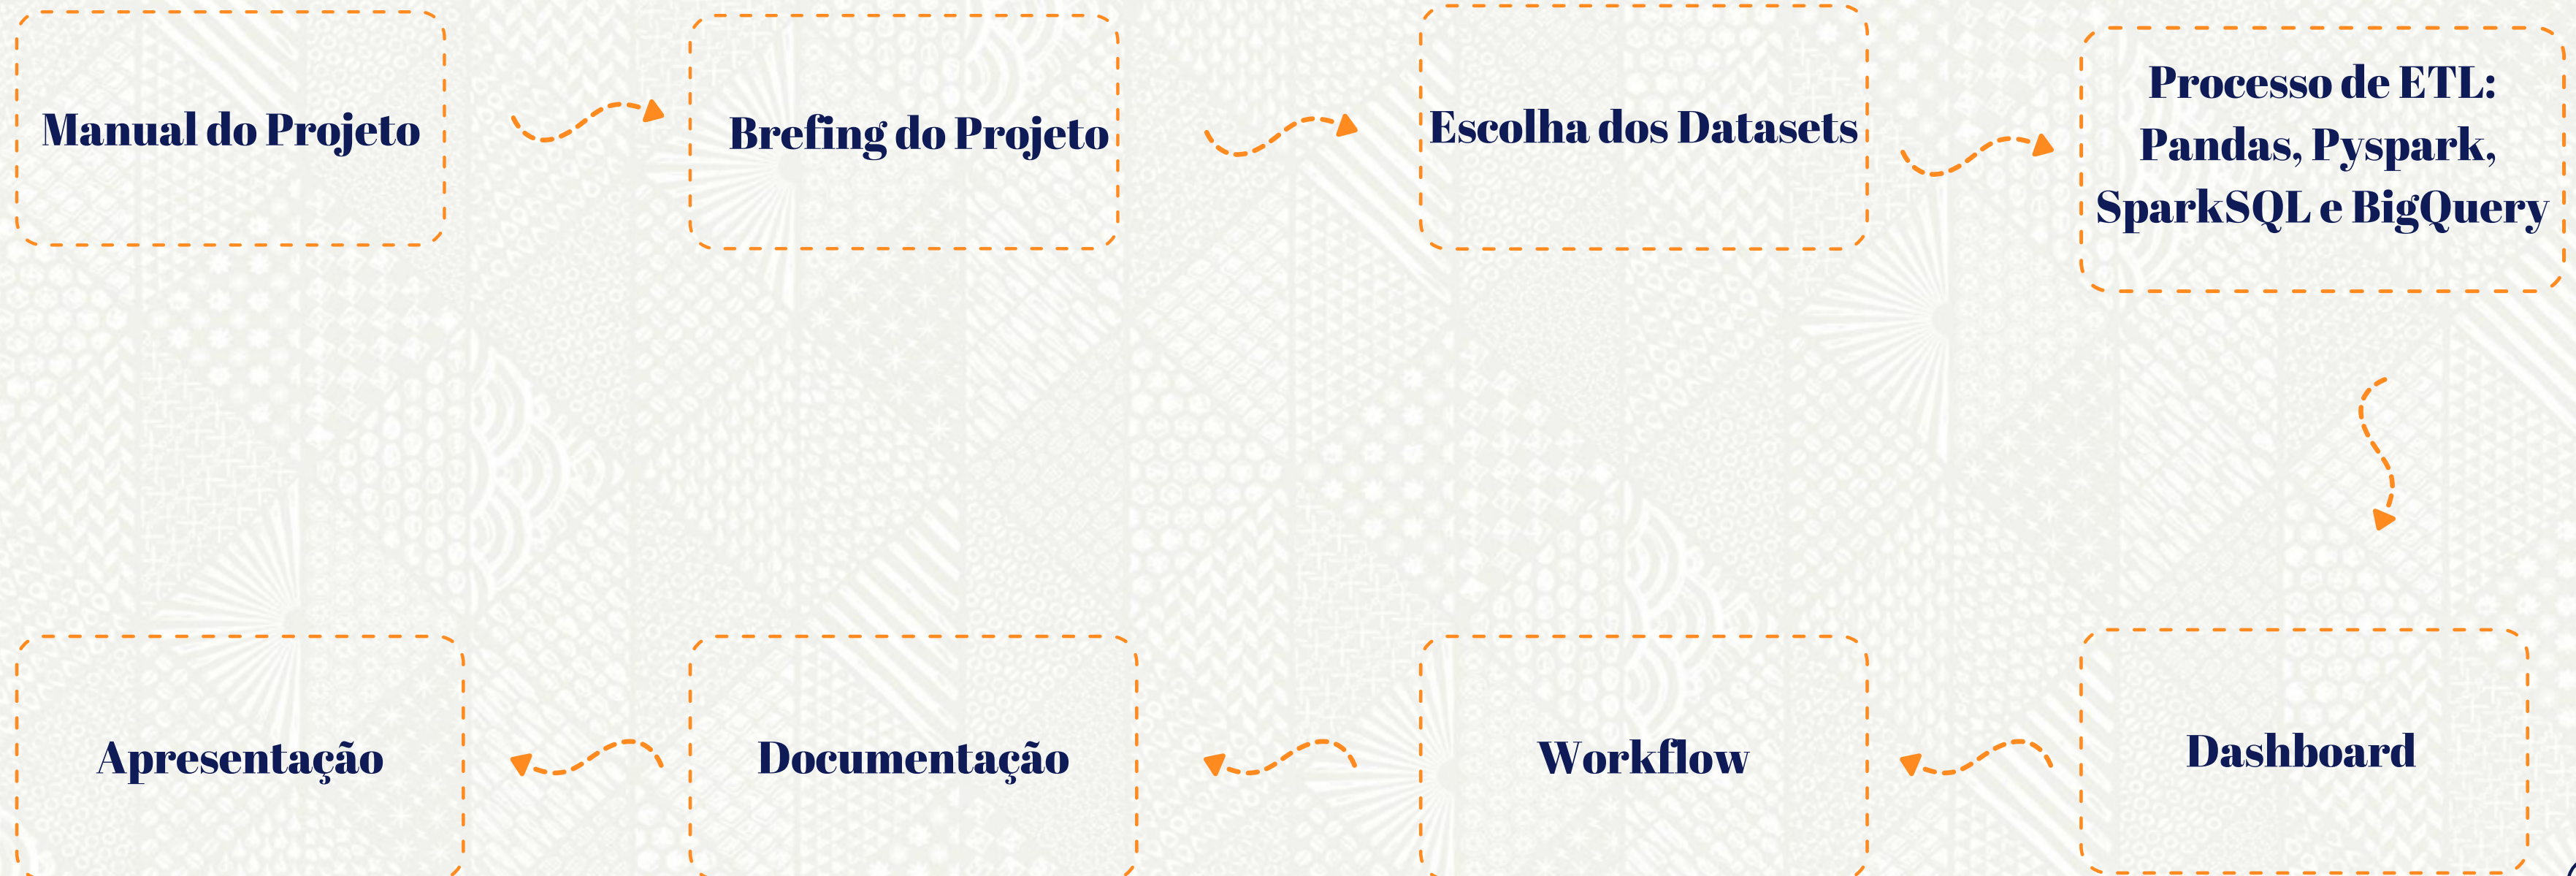 Manual do Projeto
Brefing do Projeto
Escolha dos Datasets
Processo de ETL:
Pandas, Pyspark,
SparkSQL e BigQuery
Dashboard
Workflow
Documentação
Apresentação